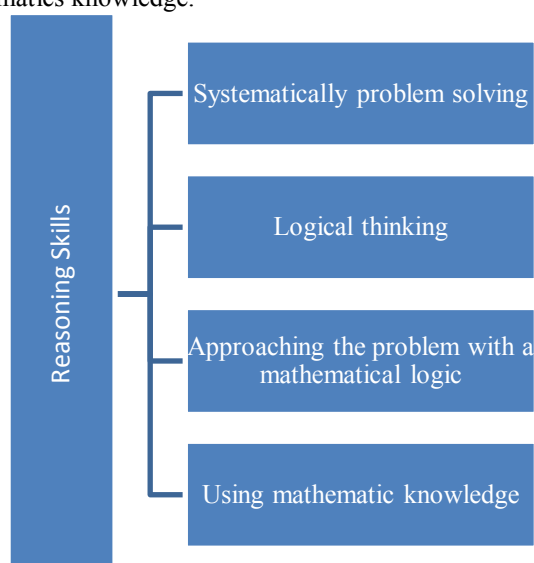 matics knowledge.
Reasoning Skills
Systematically problem solving
Logical thinking
Approaching the problem with a
mathematical logic
Using mathematic knowledge